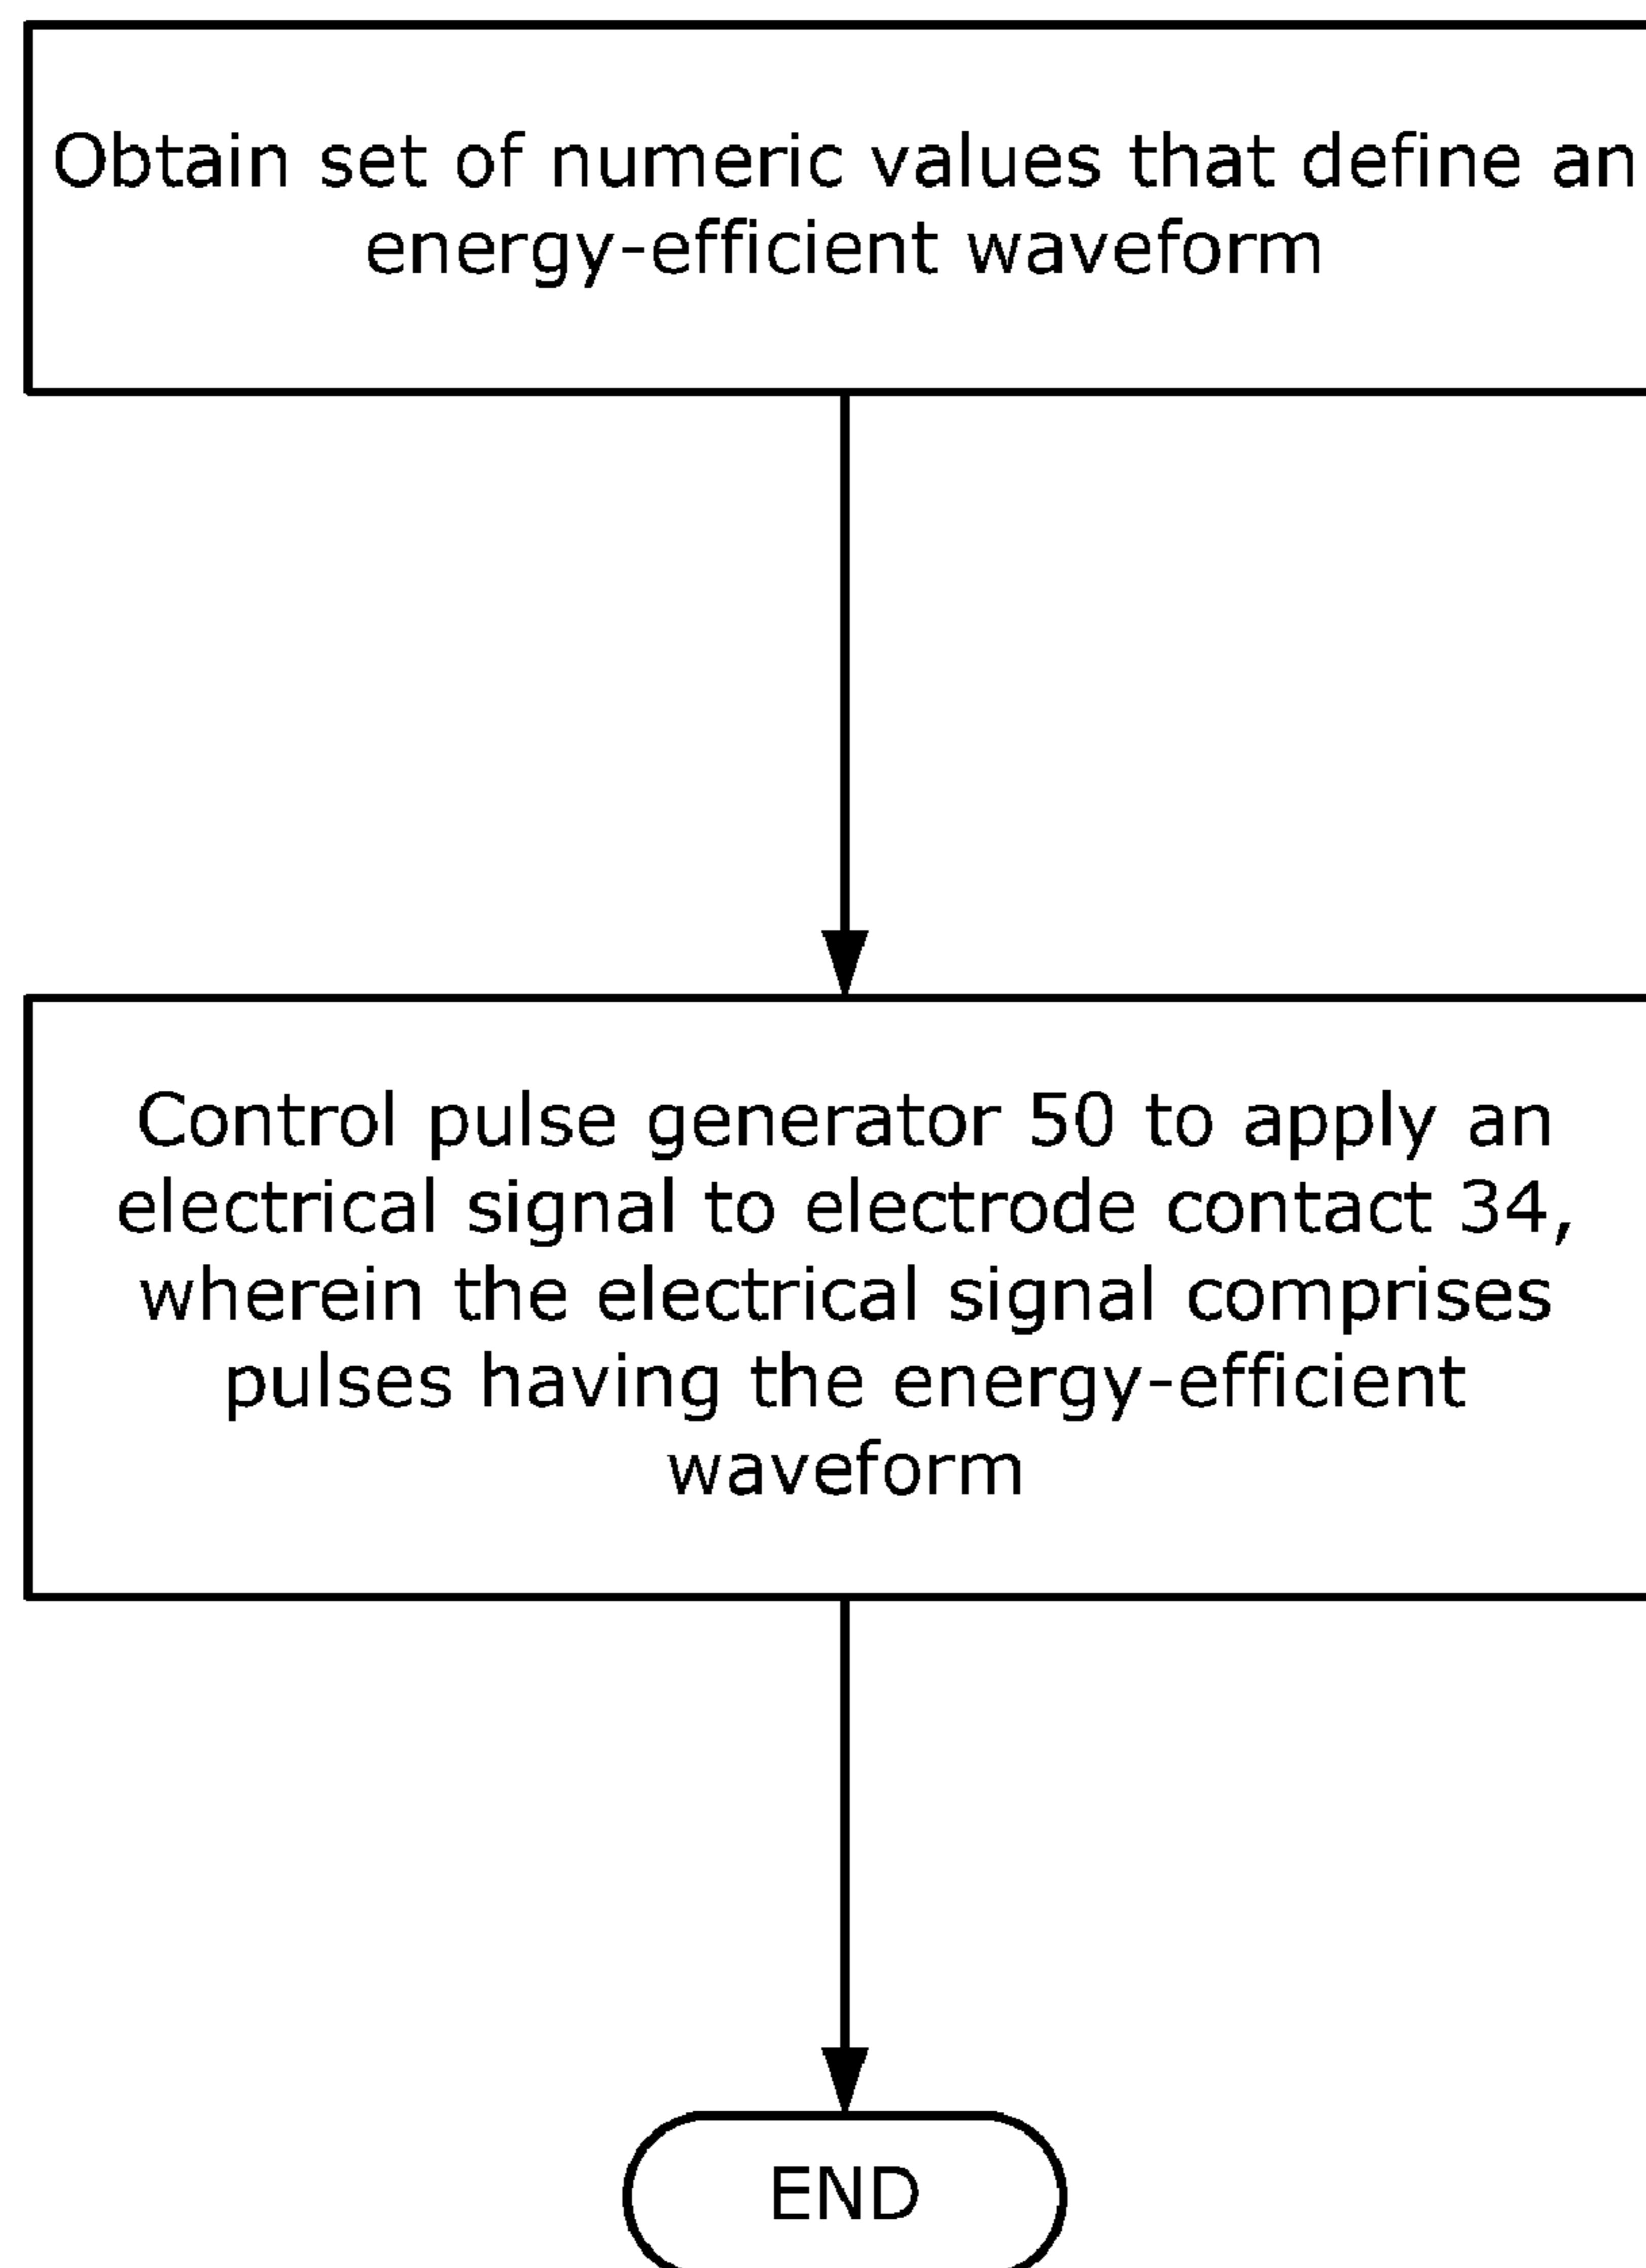 Obtain set of numeric values that define an
energy-efficient waveform
Control pulse generator 50 to apply an
electrical signal to electrode contact 34,
wherein the electrical signal comprises
pulses having the energy-efficient
waveform
END